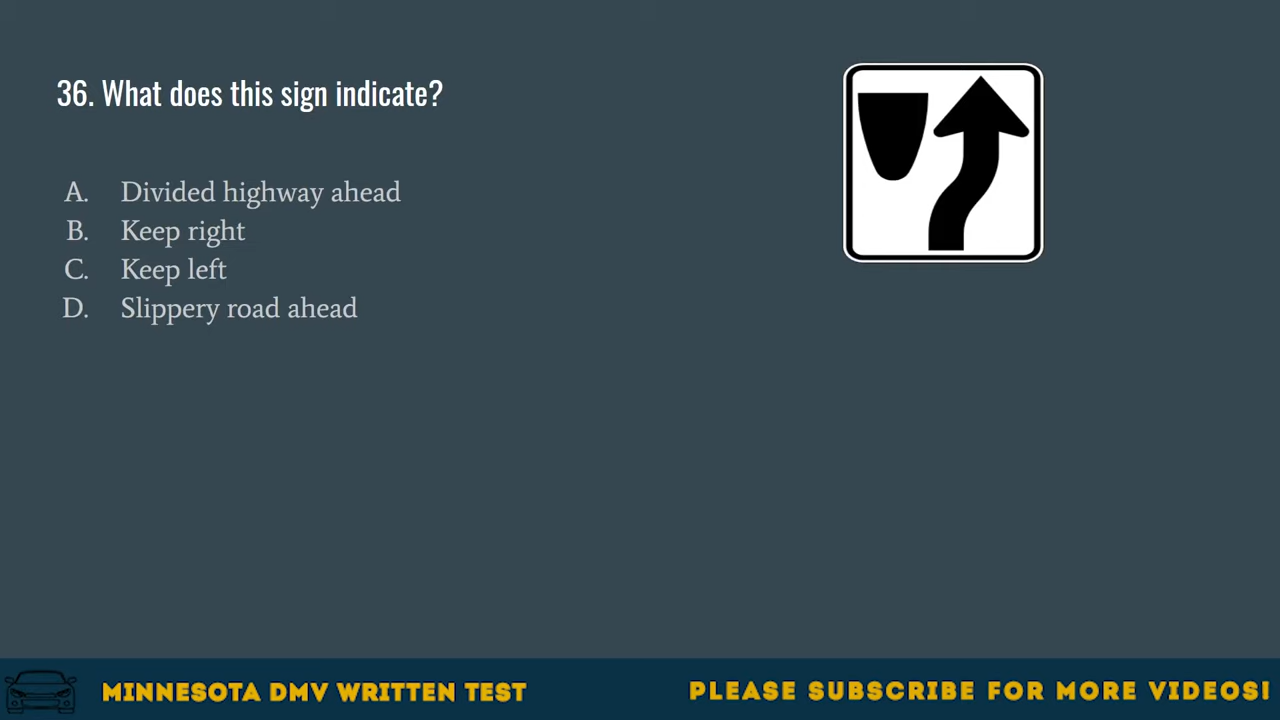 36. What does this sign indicate?
A. Divided highway ahead
B. Keep right
C. Keep left
D. Slippery road ahead
MINNESOTA DMV WRITTEN TEST
PLEASE SUBSCRIBE FOR MORE VIDEOS!